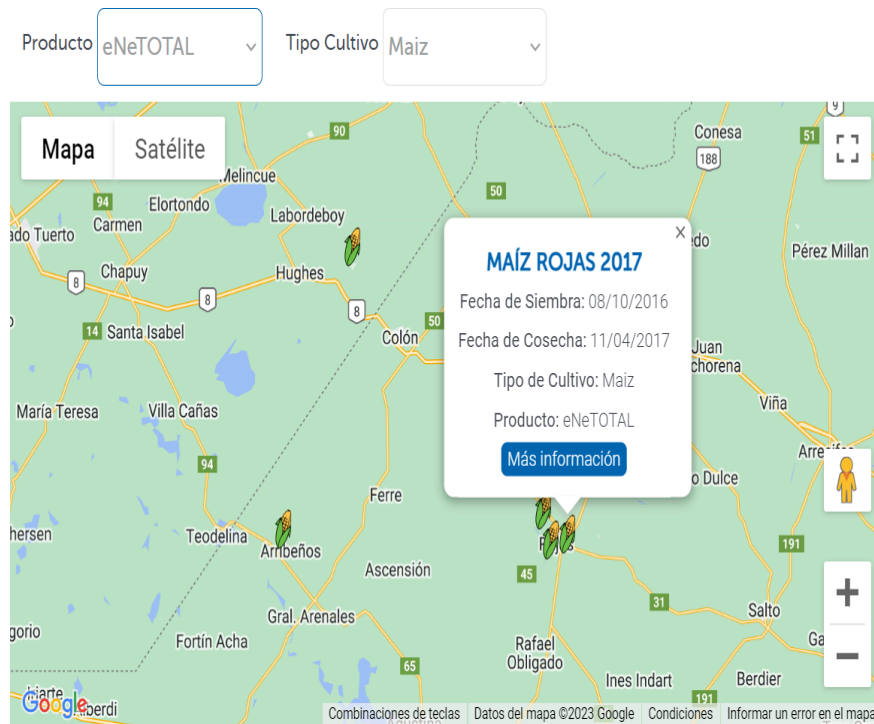 Producto eNeTOTAL Tipo Cultivo Maiz
Mapa Satélite
90
Conesa
9
51
188
Melincue
50
94
Elortondo
Labordeboy
Carmen
ado Tuerto
edo
Pérez Millan
Chapuy
Hughes
8
8
8
x
MAÍZ ROJAS 2017
Fecha de Siembra: 08/10/2016
Fecha de Cosecha: 11/04/2017
Tipo de Cultivo: Maiz
Producto: eNeTOTAL
Más información
50
14 Santa Isabel
Colón
Juan
chorena
María Teresa
Villa Cañas
Viña
Arre
94
o Dulce
Ferre
hersen
Teodelina
Arribeños
191
Ascensión
45
31
Salto
Gral. Arenales
gorio
Fortín Acha
Rafael
Obligado
Ga
65
Ines Indart
Berdier
191
Google
Combinaciones de teclas Datos del mapa ©2023 Google Condiciones Informar un error en el mapa